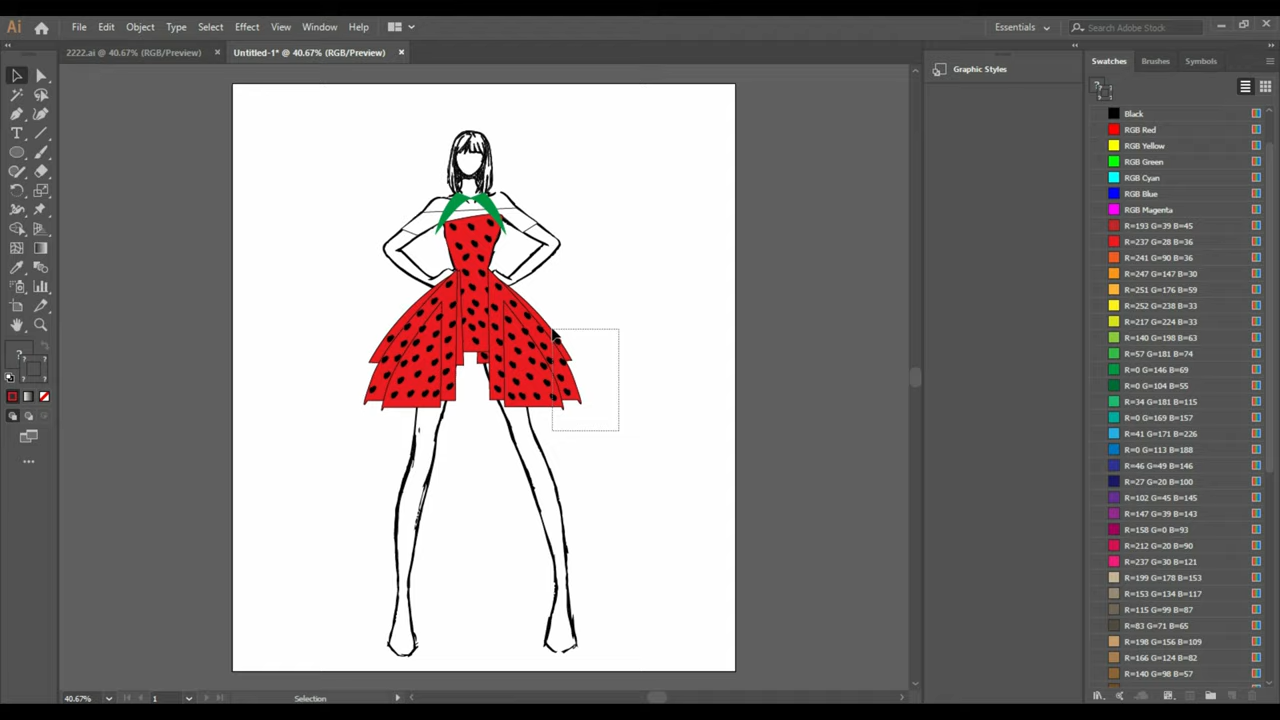 Ai File Edit Object Type Select Effect View Window Help Essentials Search Adobe Stock
2222.ai @ 40.67% (RGB/Preview) × Untitled-1* @ 40.67% (RGB/Preview) ×
Graphic Styles
Swatches Brushes Symbols
Black
RGB Red
RGB Yellow
RGB Green
RGB Cyan
RGB Blue
RGB Magenta
R=193 G=39 B=45
R=237 G=28 B=36
R=241 G=90 B=36
R=247 G=147 B=30
R=251 G=176 B=59
R=252 G=238 B=33
R=217 G=224 B=33
R=140 G=198 B=63
R=57 G=181 B=74
R=0 G=146 B=69
R=0 G=104 B=55
R=34 G=181 B=115
R=0 G=169 B=157
R=41 G=171 B=226
R=0 G=113 B=188
R=46 G=49 B=146
R=27 G=20 B=100
R=102 G=45 B=145
R=147 G=39 B=143
R=158 G=0 B=93
R=212 G=20 B=90
R=237 G=30 B=121
R=199 G=178 B=153
R=153 G=134 B=117
R=115 G=99 B=87
R=83 G=71 B=65
R=198 G=156 B=109
R=166 G=124 B=82
R=140 G=98 B=57
40.67% 1 Selection